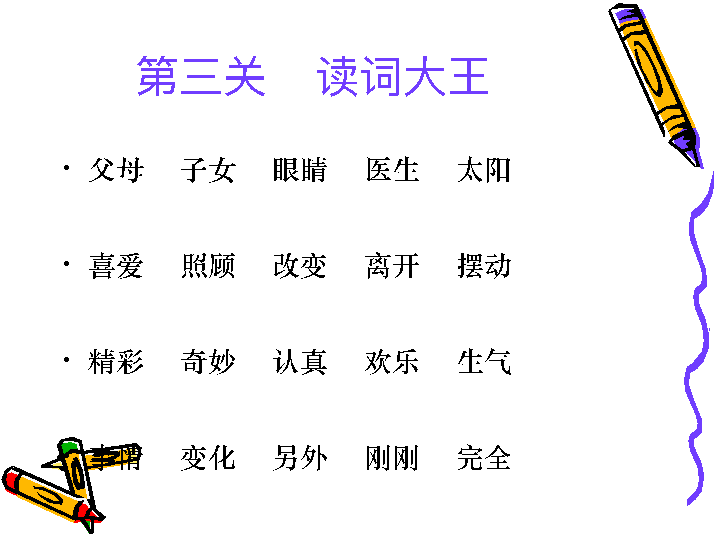 第三关 读词大王
· 父母 子女 眼睛 医生 太阳
· 喜爱 照顾 改变 离开 摆动
· 精彩 奇妙 认真 欢乐 生气
事情 变化 另外 刚刚 完全